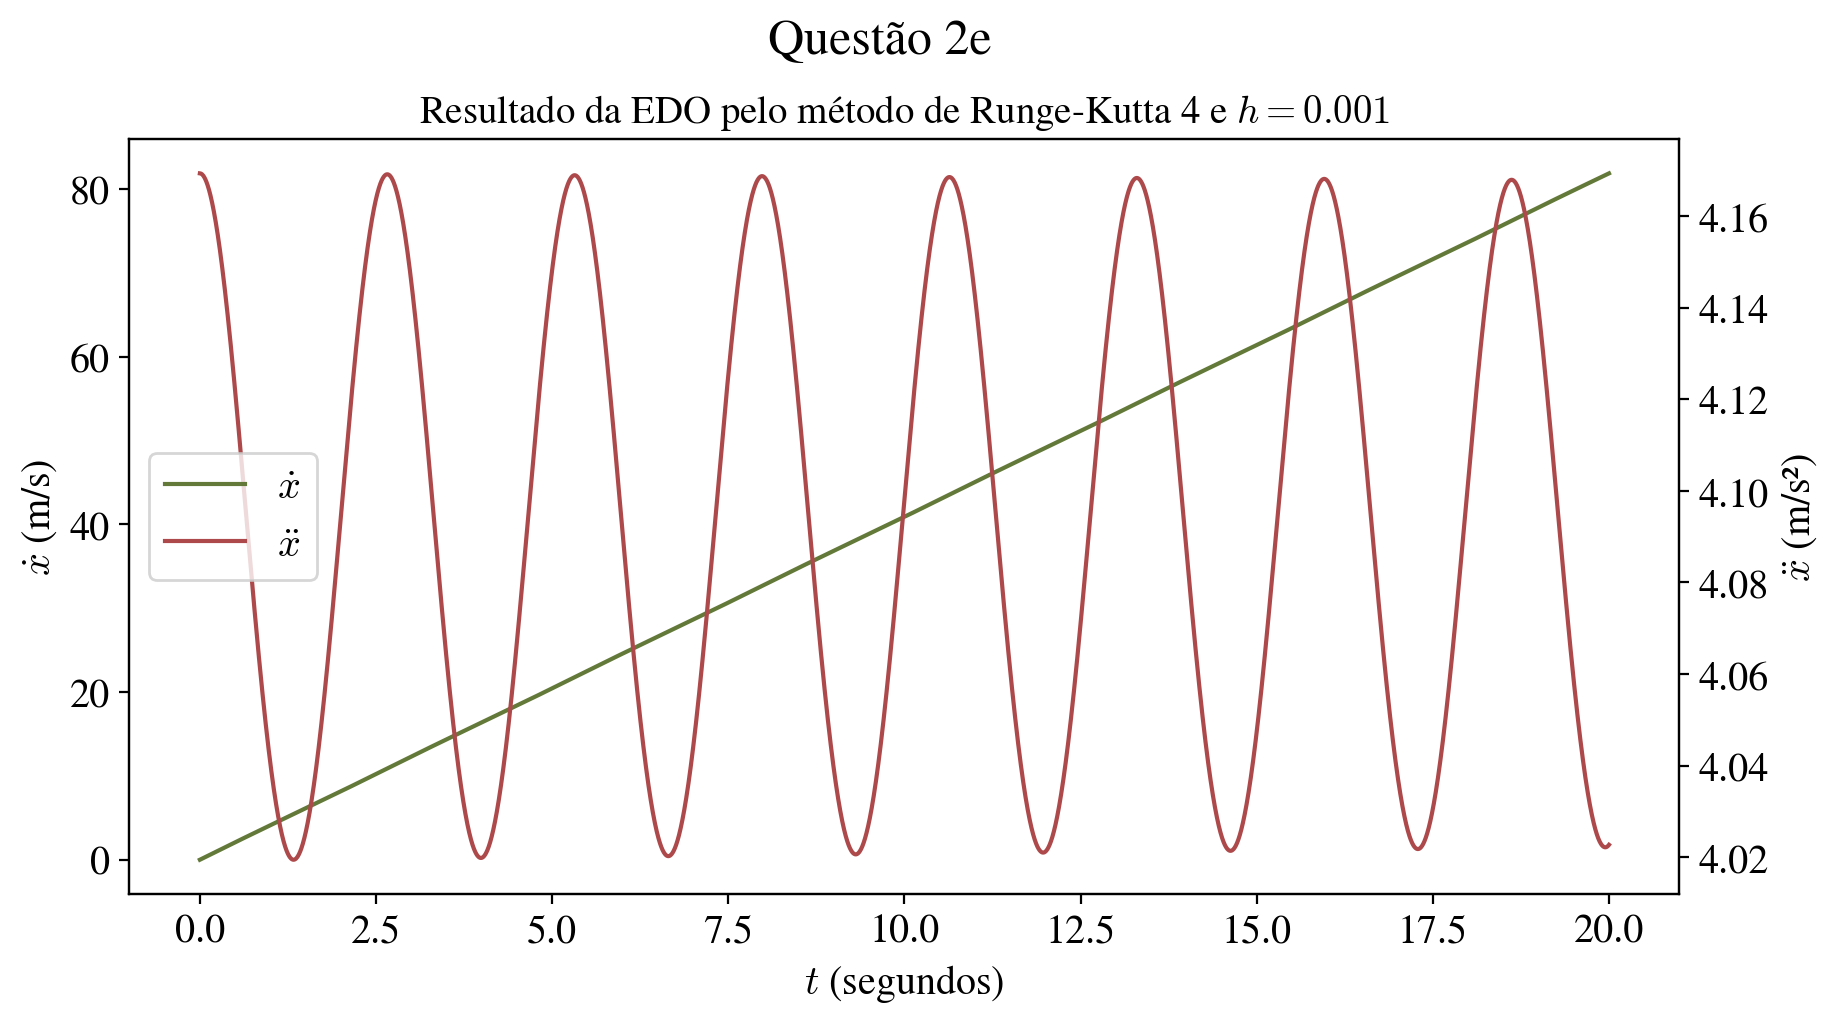 Questão 2e
Resultado da EDO pelo método de Runge-Kutta 4 e h = 0.001
80
60
40
20
0
ẋ (m/s)
ẋ
ẍ
4.16
4.14
4.12
4.10
4.08
4.06
4.04
4.02
ẍ (m/s²)
0.0 2.5 5.0 7.5 10.0 12.5 15.0 17.5 20.0
t (segundos)